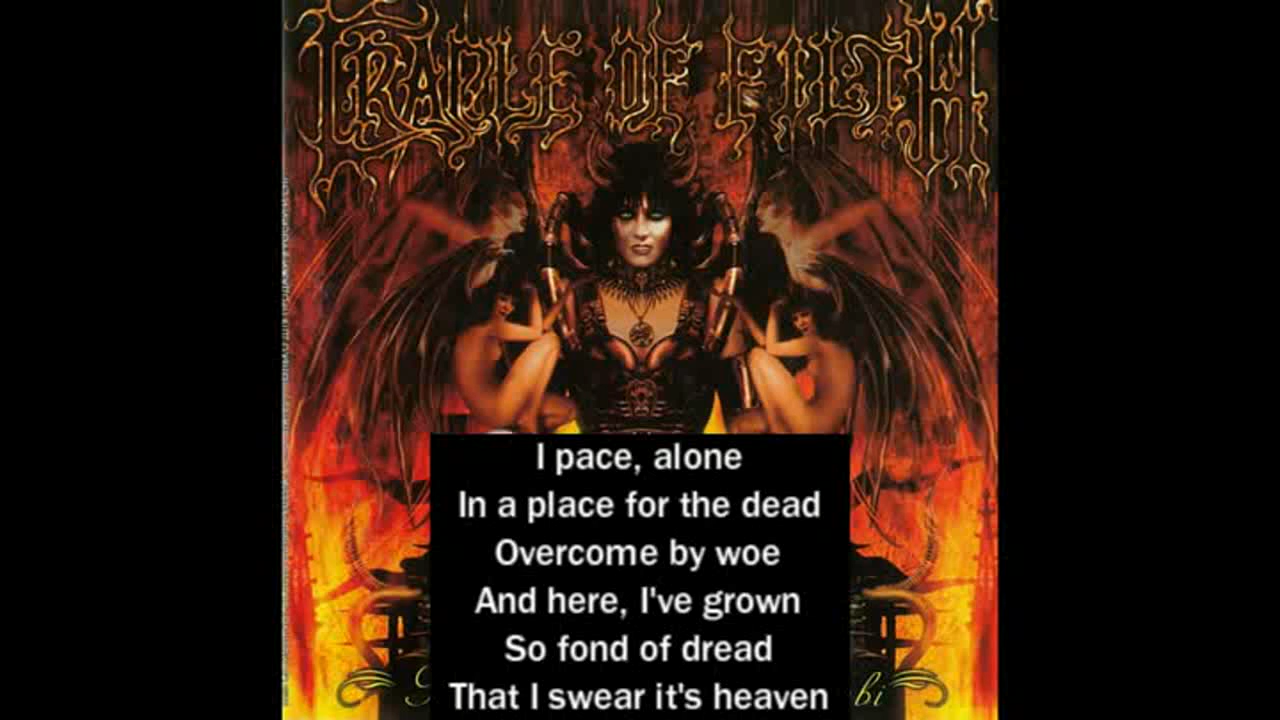 CRADLE OF FILTH
I pace, alone
In a place for the dead
Overcome by woe
And here, I've grown
So fond of dread
That I swear it's heaven
bi